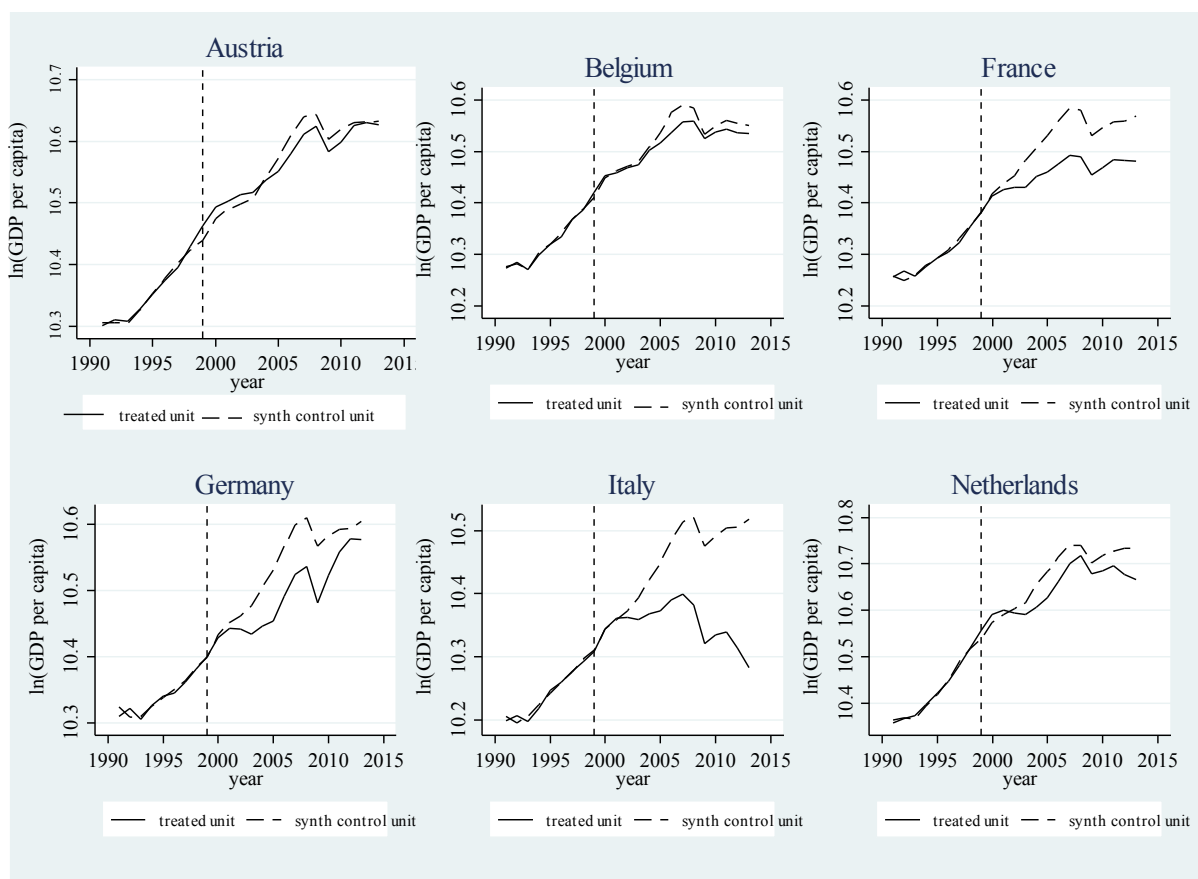 Austria
ln(GDP per capita)
10.7
10.6
10.5
10.4
10.3
1990 1995 2000 2005 2010 201.
year
treated unit synth control unit
Belgium
ln(GDP per capita)
10.6
10.5
10.4
10.3
10.2
1990 1995 2000 2005 2010 2015
year
treated unit synth control unit
France
ln(GDP per capita)
10.6
10.5
10.4
10.3
10.2
1990 1995 2000 2005 2010 2015
year
treated unit synth control unit
Germany
ln(GDP per capita)
10.6
10.5
10.4
10.3
1990 1995 2000 2005 2010 2015
year
treated unit synth control unit
Italy
ln(GDP per capita)
10.5
10.4
10.3
10.2
1990 1995 2000 2005 2010 2015
year
treated unit synth control unit
Netherlands
ln(GDP per capita)
10.8
10.7
10.6
10.5
10.4
1990 1995 2000 2005 2010 2015
year
treated unit synth control unit